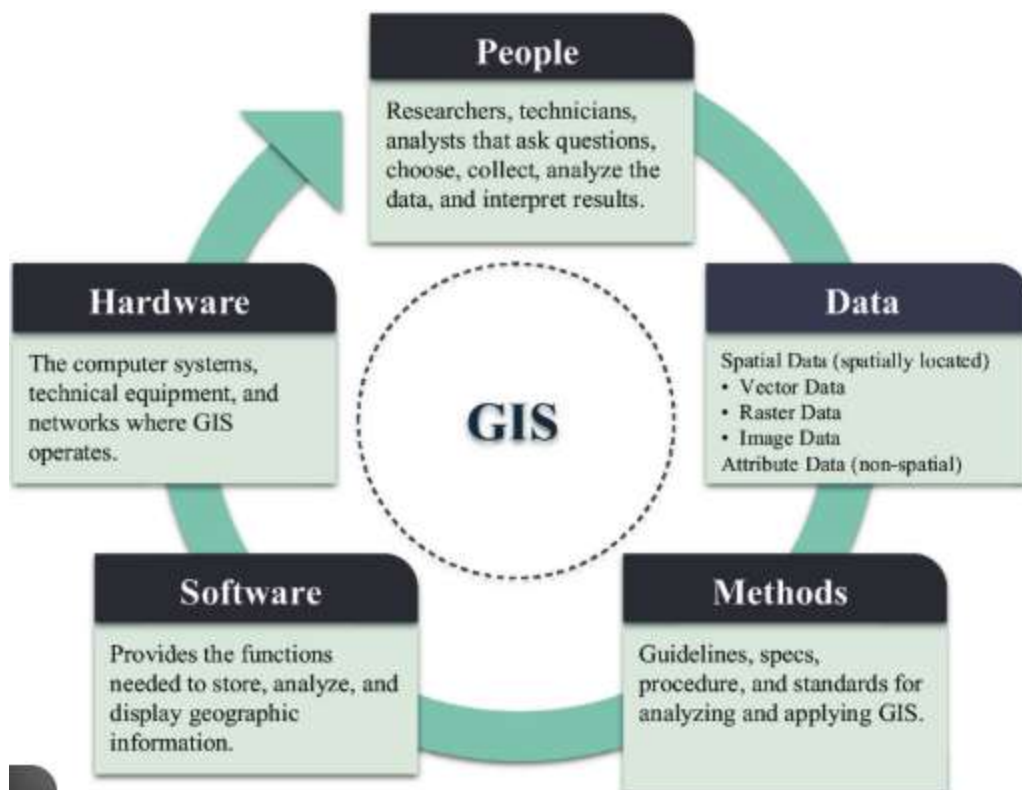 People
Researchers, technicians,
analysts that ask questions,
choose, collect, analyze the
data, and interpret results.
Hardware
The computer systems,
technical equipment, and
networks where GIS
operates.
GIS
Data
Spatial Data (spatially located)
• Vector Data
• Raster Data
• Image Data
Attribute Data (non-spatial)
Software
Provides the functions
needed to store, analyze, and
display geographic
information.
Methods
Guidelines, specs,
procedure, and standards for
analyzing and applying GIS.